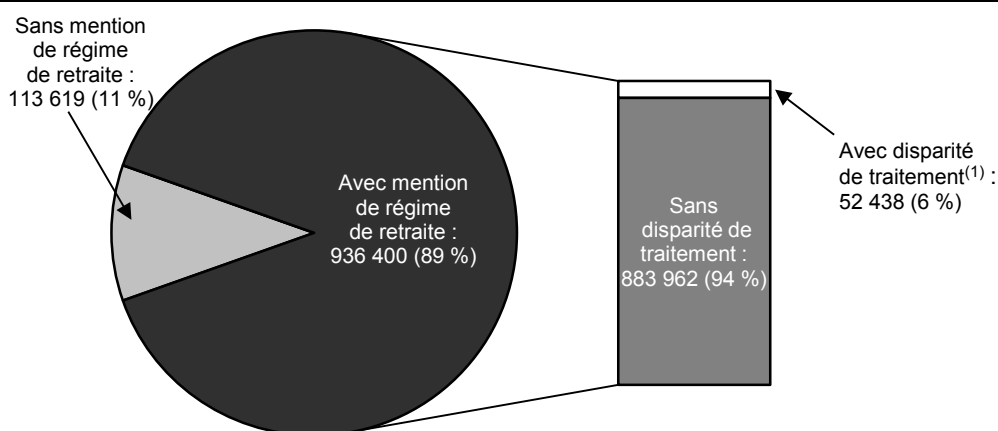 Sans mention
de régime
de retraite :
113 619 (11 %)
Avec mention
de régime
de retraite :
936 400 (89 %)
Sans
disparité de
traitement :
883 962 (94 %)
Avec disparité
de traitement(1) :
52 438 (6 %)